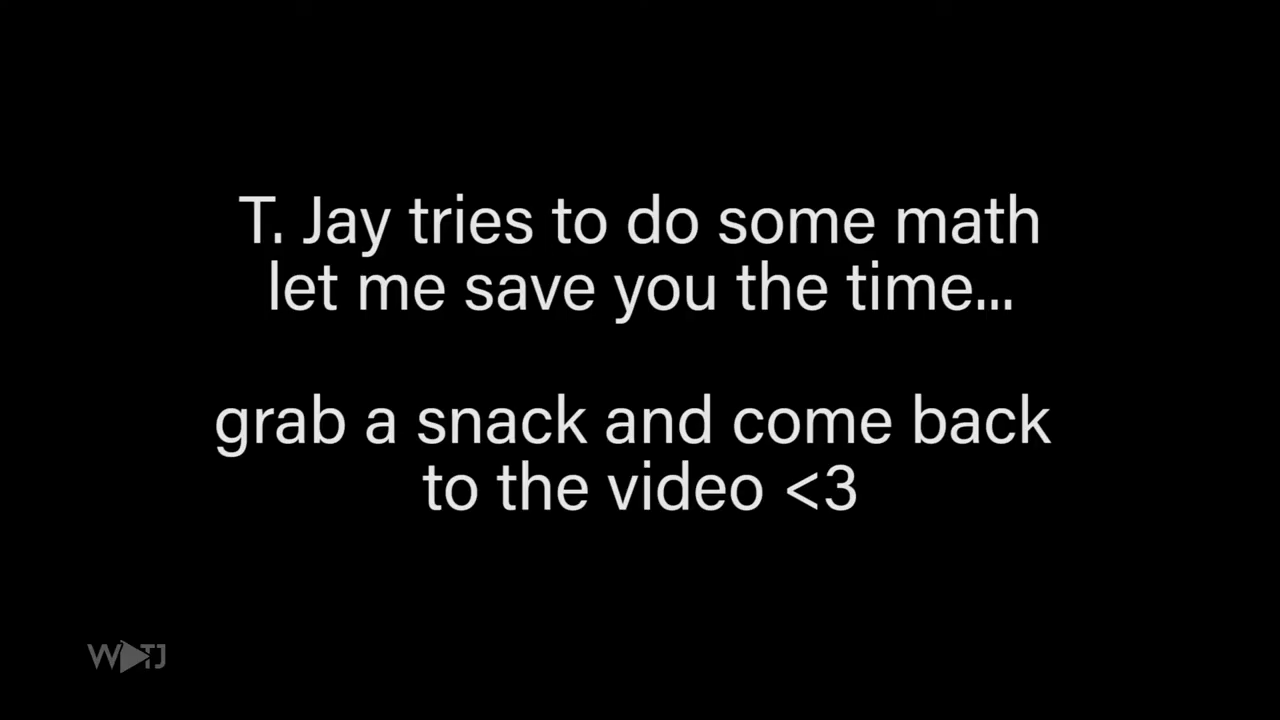 T. Jay tries to do some math
let me save you the time...
grab a snack and come back
to the video <3
W TJ